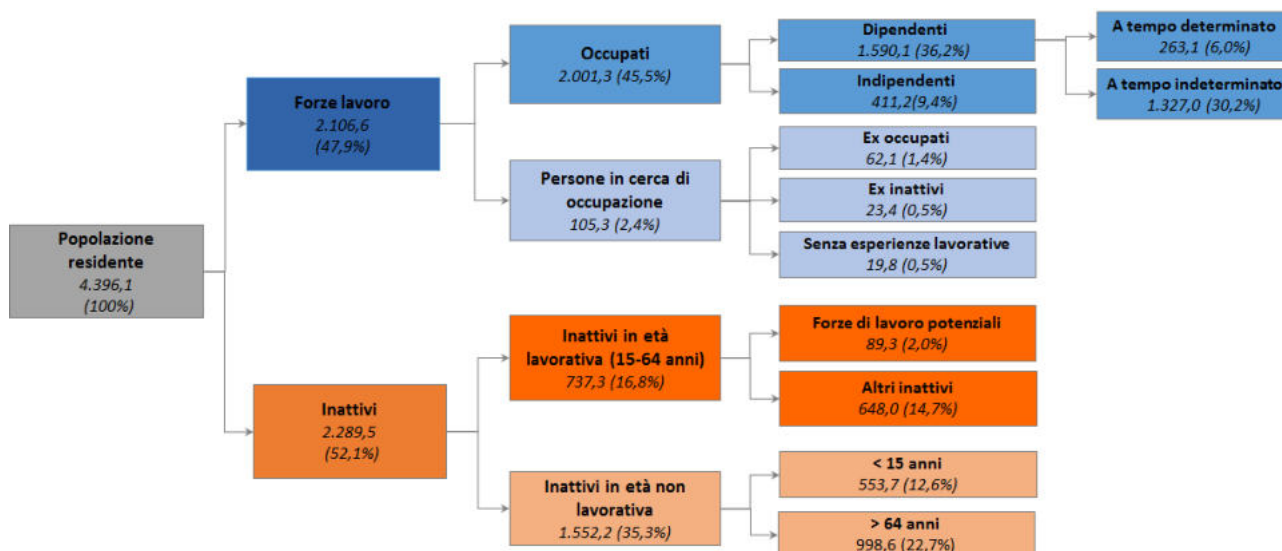 Popolazione
residente
4.396,1
(100%)
Forze lavoro
2.106,6
(47,9%)
Inattivi
2.289,5
(52,1%)
Occupati
2.001,3 (45,5%)
Persone in cerca di
occupazione
105,3 (2,4%)
Inattivi in età
lavorativa (15-64 anni)
737,3 (16,8%)
Inattivi in età non
lavorativa
1.552,2 (35,3%)
Dipendenti
1.590,1 (36,2%)
Indipendenti
411,2(9,4%)
Ex occupati
62,1 (1,4%)
Ex inattivi
23,4 (0,5%)
Senza esperienze lavorative
19,8 (0,5%)
Forze di lavoro potenziali
89,3 (2,0%)
Altri inattivi
648,0 (14,7%)
< 15 anni
553,7 (12,6%)
> 64 anni
998,6 (22,7%)
A tempo determinato
263,1 (6,0%)
A tempo indeterminato
1.327,0 (30,2%)